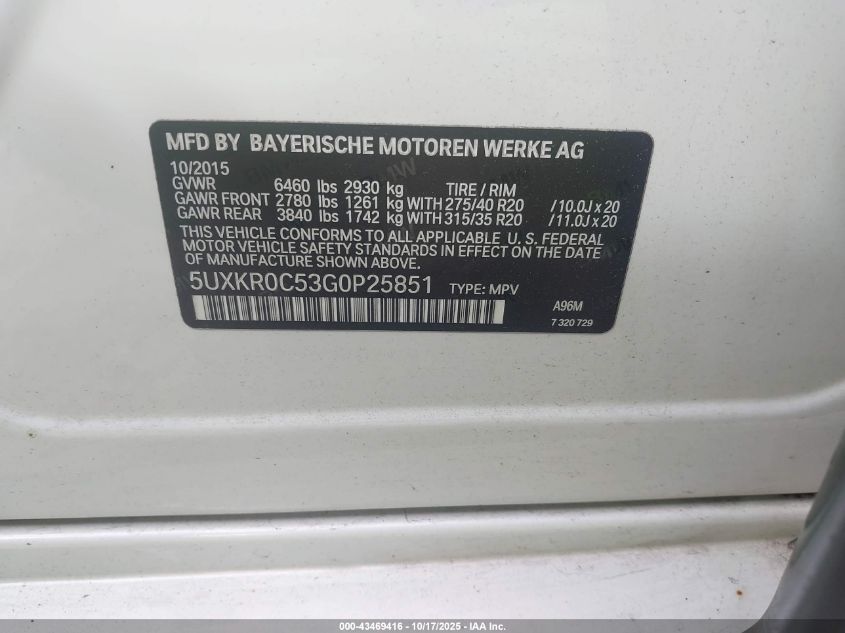 MFD BY BAYERISCHE MOTOREN WERKE AG
10/2015
GVWR 6460 lbs 2930 kg TIRE / RIM
GAWR FRONT 2780 lbs 1261 kg WITH 275/40 R20 / 10.0J x 20
GAWR REAR 3840 lbs 1742 kg WITH 315/35 R20 / 11.0J x 20
THIS VEHICLE CONFORMS TO ALL APPLICABLE U. S. FEDERAL
MOTOR VEHICLE SAFETY STANDARDS IN EFFECT ON THE DATE
OF MANUFACTURE SHOWN ABOVE.
5UXKR0C53G0P25851 TYPE: MPV
A96M
7 320 729
000-43469416 - 10/17/2025 - IAA Inc.